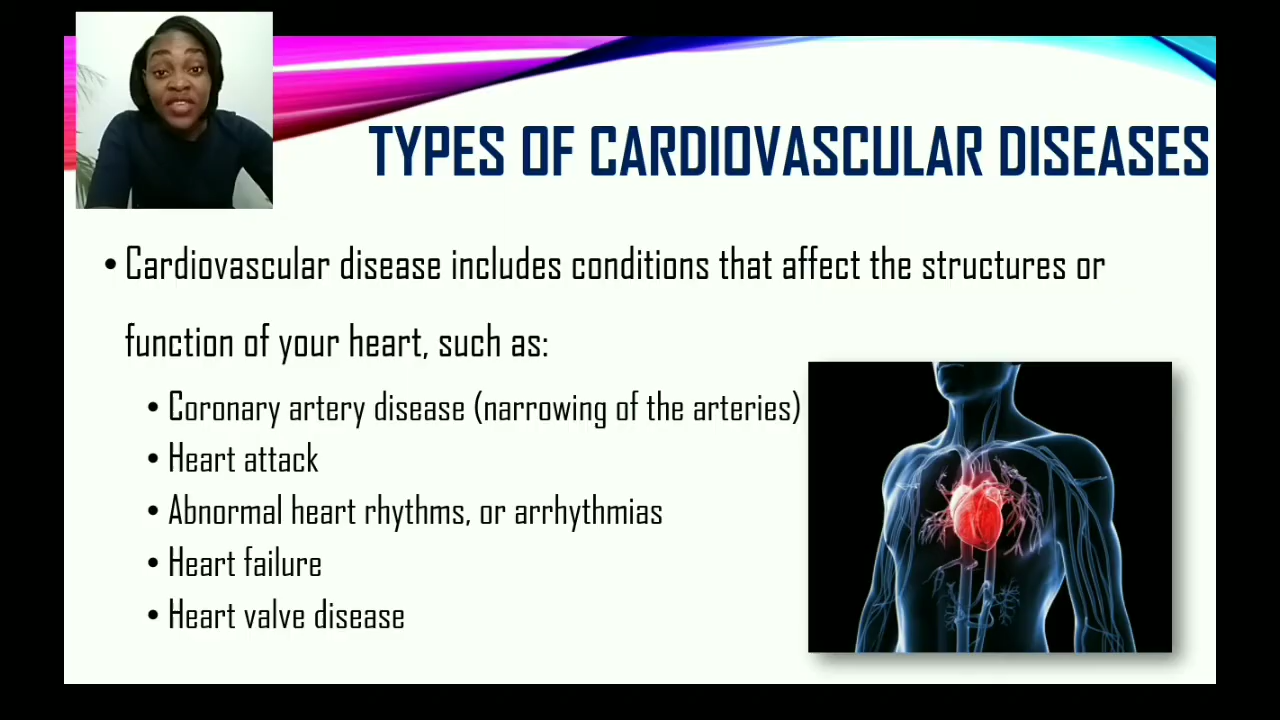 TYPES OF CARDIOVASCULAR DISEASES
• Cardiovascular disease includes conditions that affect the structures or
function of your heart, such as:
• Coronary artery disease (narrowing of the arteries)
• Heart attack
• Abnormal heart rhythms, or arrhythmias
• Heart failure
• Heart valve disease